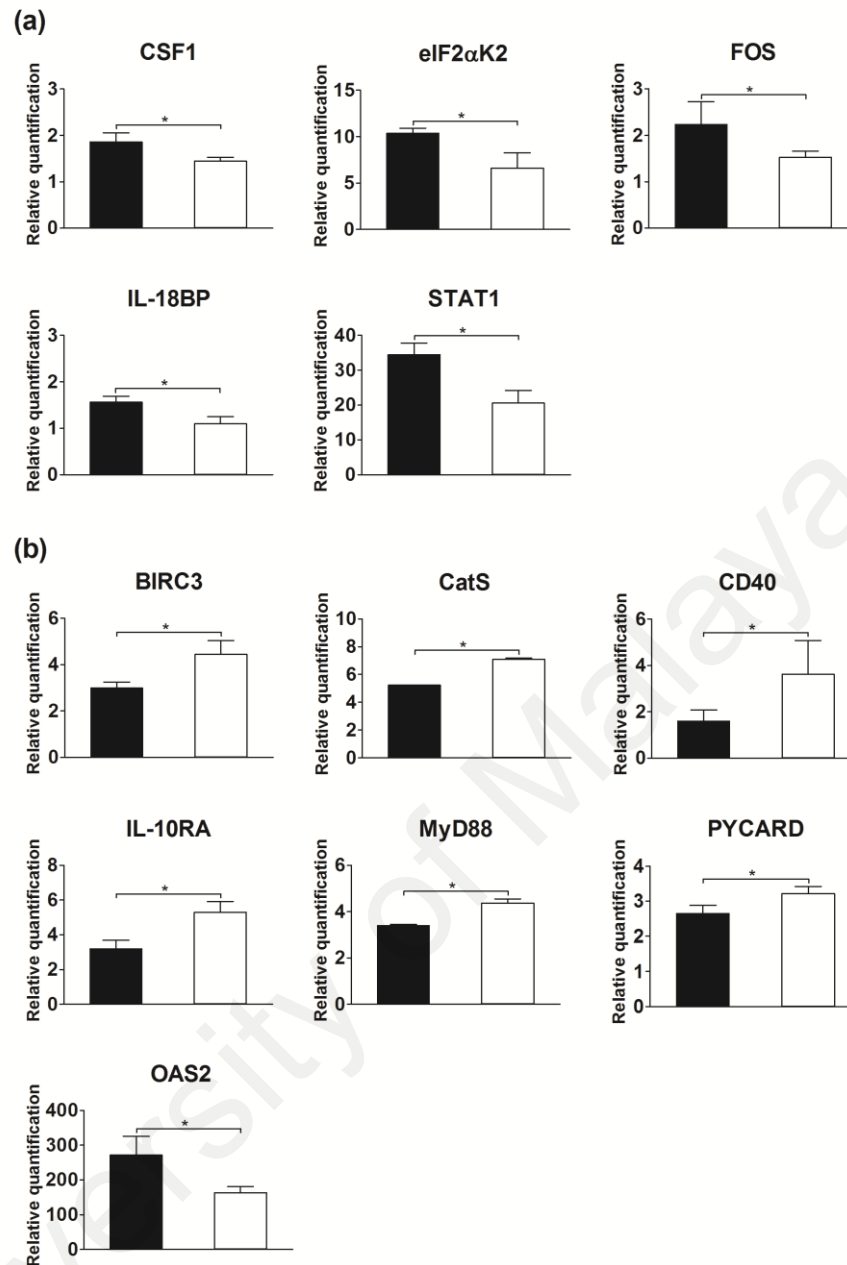 (a)
CSF1
eIF2αK2
FOS
Relative quantification
3
2
1
0
*
Relative quantification
15
10
5
0
*
Relative quantification
3
2
1
0
*
IL-18BP
STAT1
Relative quantification
3
2
1
0
*
Relative quantification
40
30
20
10
0
*
(b)
BIRC3
CatS
CD40
Relative quantification
6
4
2
0
*
Relative quantification
10
8
6
4
2
0
*
Relative quantification
6
4
2
0
*
IL-10RA
MyD88
PYCARD
Relative quantification
8
6
4
2
0
*
Relative quantification
6
4
2
0
*
Relative quantification
4
3
2
1
0
*
OAS2
Relative quantification
400
300
200
100
0
*
versity of Malaya